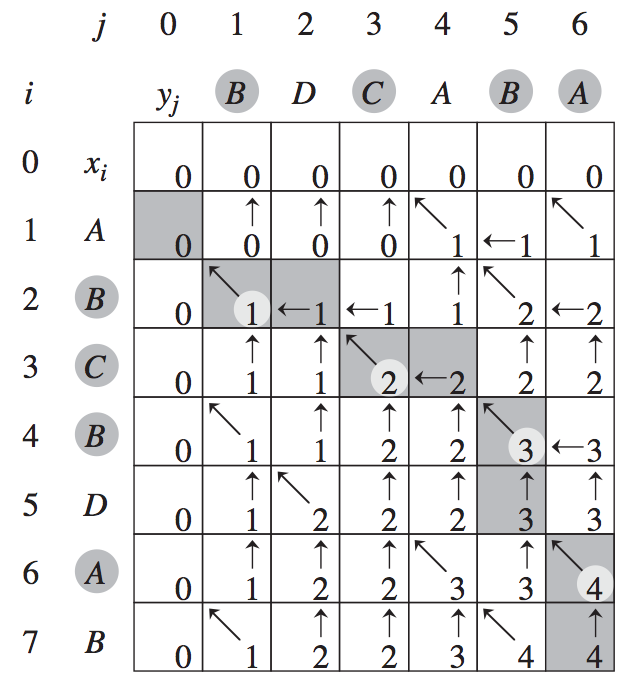 j 0 1 2 3 4 5 6
i y_j B D C A B A
0 x_i 0 0 0 0 0 0 0
1 A 0 ↑0 ↑0 ↑0 ↖1 ←1 ↖1
2 B 0 ↖1 ←1 ←1 ↑1 ↖2 ←2
3 C 0 ↑1 ↑1 ↖2 ←2 ↑2 ↑2
4 B 0 ↖1 ↑1 ↑2 ↑2 ↖3 ←3
5 D 0 ↑1 ↖2 ↑2 ↑2 ↑3 ↑3
6 A 0 ↑1 ↑2 ↑2 ↖3 ↑3 ↖4
7 B 0 ↖1 ↑2 ↑2 ↑3 ↖4 ↑4